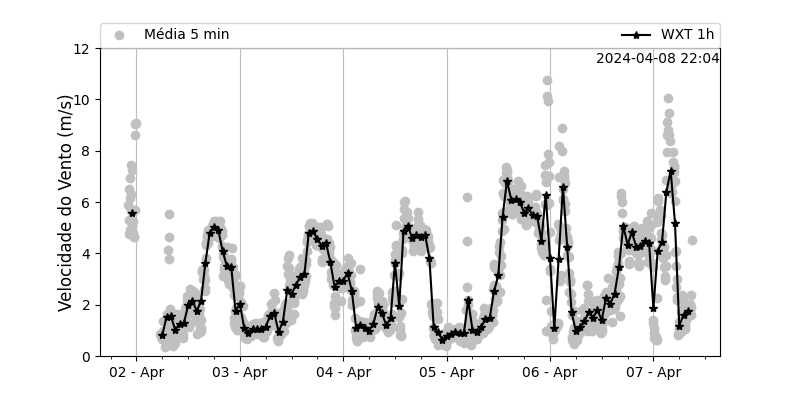 Média 5 min
WXT 1h
2024-04-08 22:04
Velocidade do Vento (m/s)
12
10
8
6
4
2
0
02 - Apr
03 - Apr
04 - Apr
05 - Apr
06 - Apr
07 - Apr